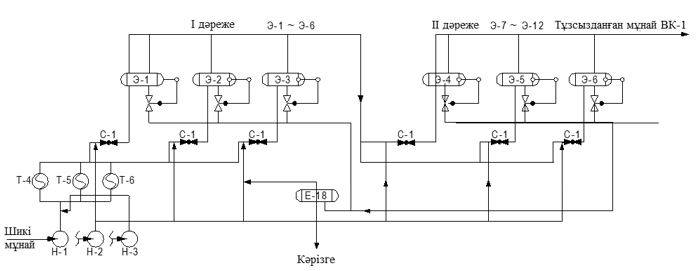 I дәреже Э-1 ~ Э-6 II дәреже Э-7 ~ Э-12 Тұзсызданған мұнай ВК-1
Э-1 Э-2 Э-3 Э-4 Э-5 Э-6
С-1 С-1 С-1 С-1 С-1 С-1
Т-4 Т-5 Т-6
Е-18
Шикі
мұнай
Н-1 Н-2 Н-3
Кәрізге